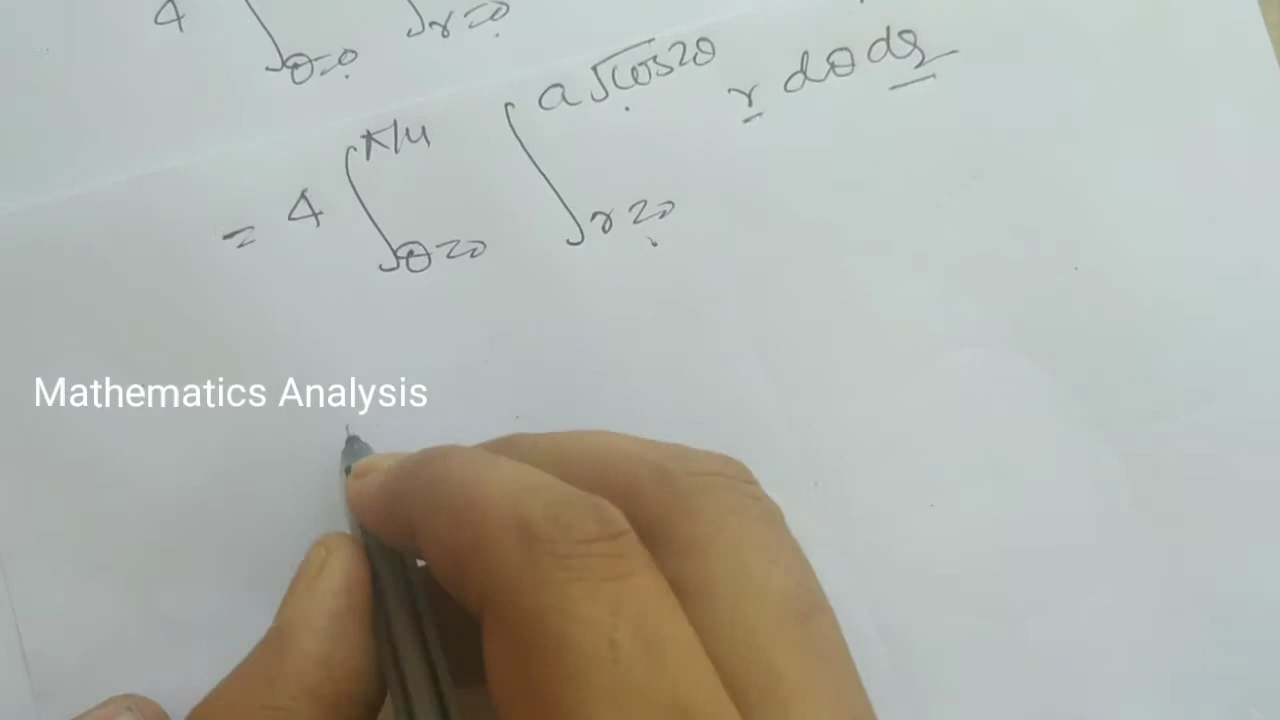 4 ∫θ=0 ∫r=0
= 4 ∫θ=0^π/4 ∫r=0^a√cos2θ r dθ dr
Mathematics Analysis